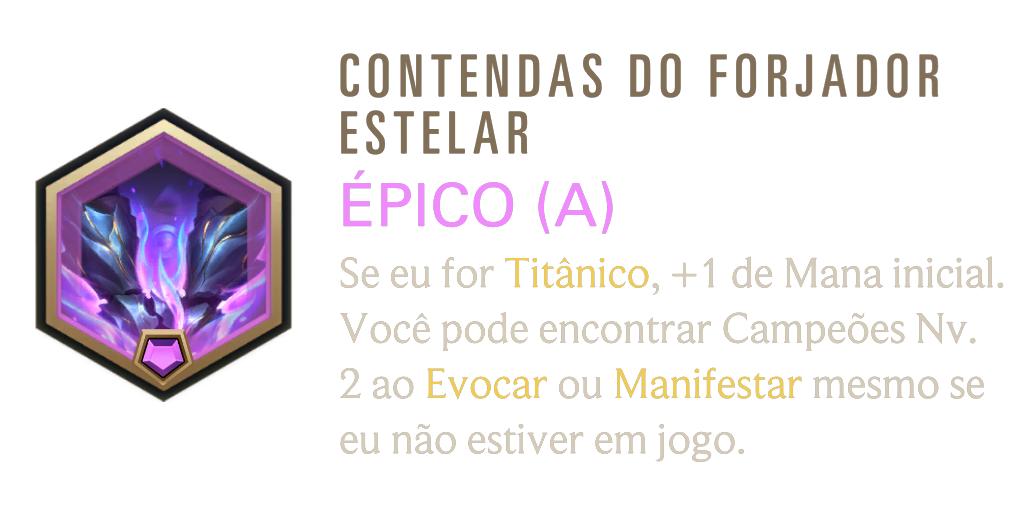 CONTENDAS DO FORJADOR
ESTELAR
ÉPICO (A)
Se eu for Titânico, +1 de Mana inicial.
Você pode encontrar Campeões Nv.
2 ao Evocar ou Manifestar mesmo se
eu não estiver em jogo.